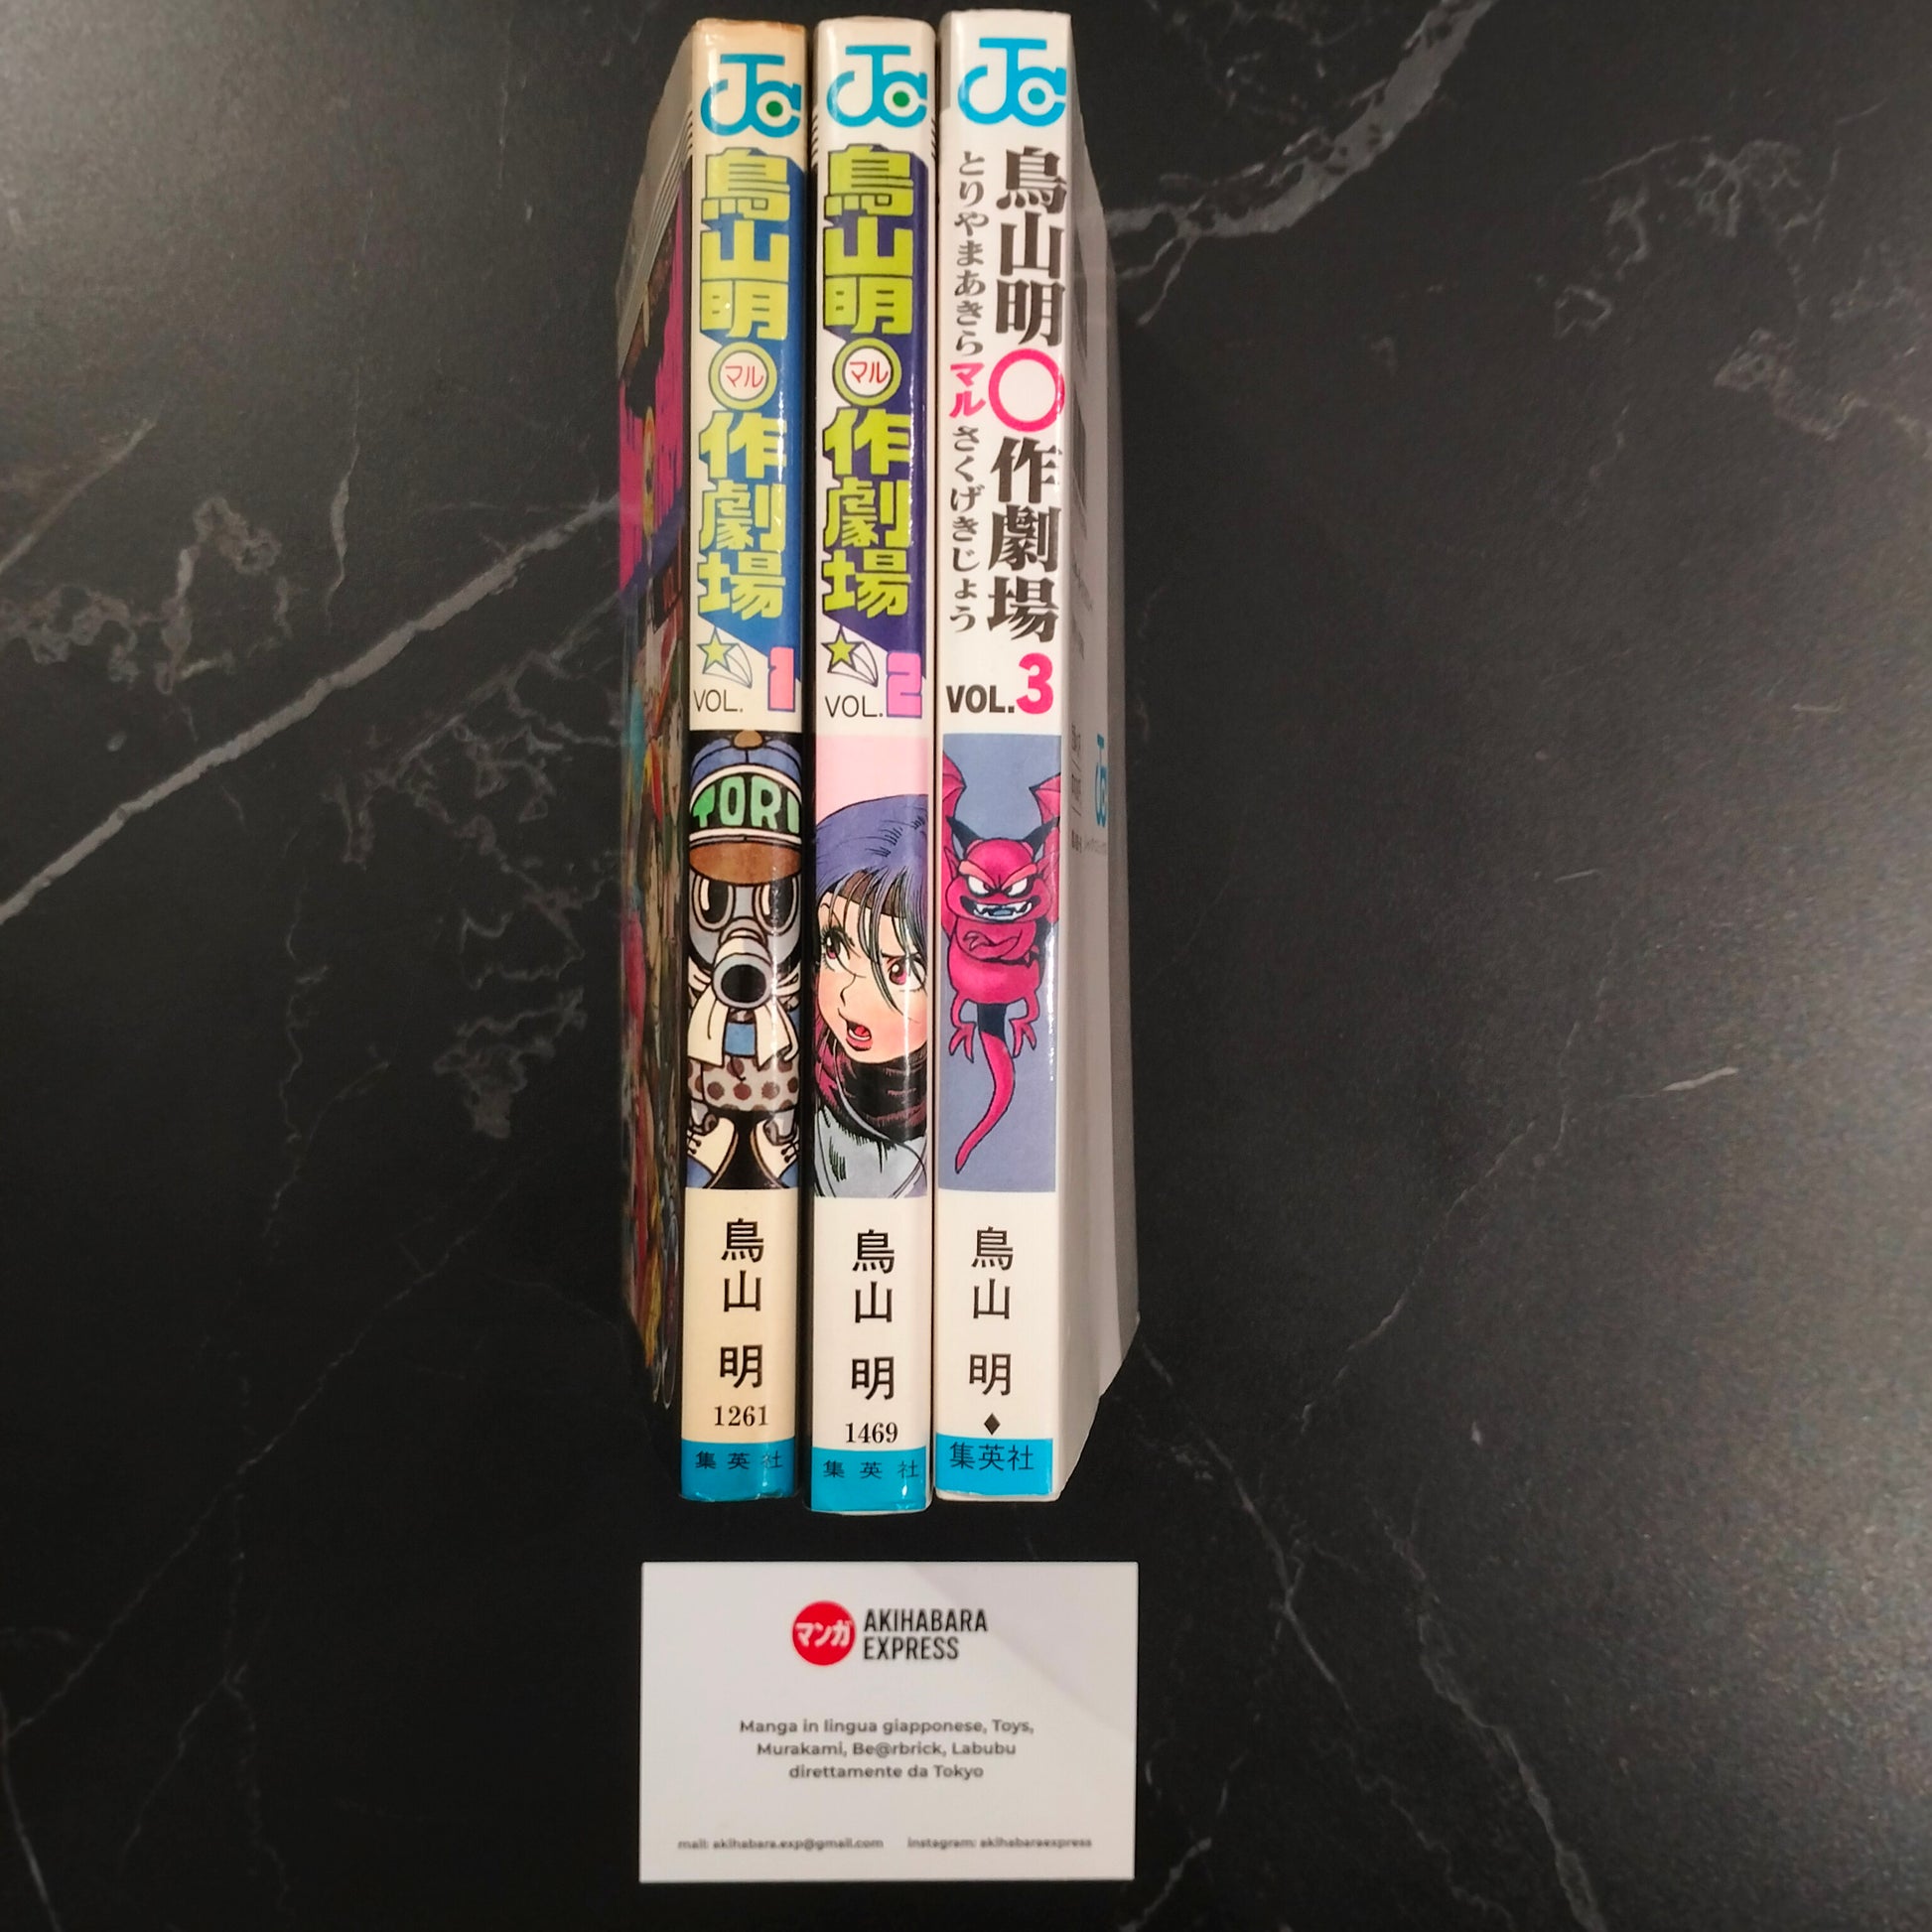 JC
鳥山明○作劇場
マル
VOL. 1
TORI
鳥山 明
1261
集英社
JC
鳥山明○作劇場
マル
VOL. 2
鳥山 明
1469
集英社
JC
鳥山明○作劇場
とりやまあきらマルさくげきじょう
VOL.3
鳥山 明
◆
集英社
マンガ
AKIHABARA
EXPRESS
Manga in lingua giapponese, Toys,
Murakami, Be@rbrick, Labubu
direttamente da Tokyo
mail: akihabara.exp@gmail.com instagram: akihabaraexpress